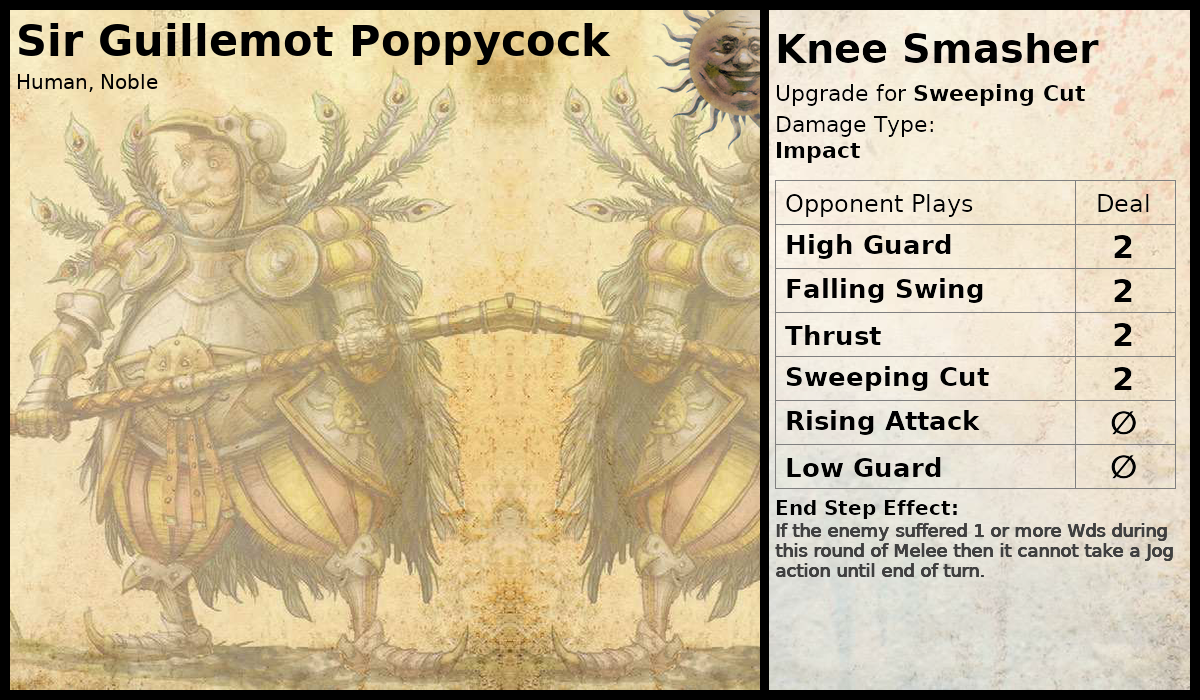 Sir Guillemot Poppycock
Human, Noble
Knee Smasher
Upgrade for Sweeping Cut
Damage Type:
Impact
Opponent Plays Deal
High Guard 2
Falling Swing 2
Thrust 2
Sweeping Cut 2
Rising Attack ∅
Low Guard ∅
End Step Effect:
If the enemy suffered 1 or more Wds during
this round of Melee then it cannot take a Jog
action until end of turn.